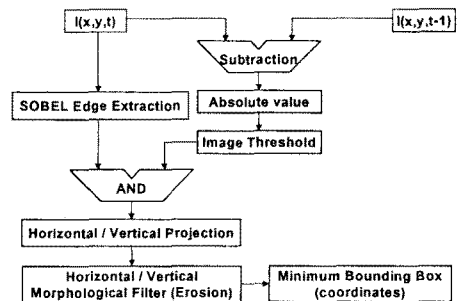 I(x,y,t)
I(x,y,t-1)
Subtraction
SOBEL Edge Extraction
Absolute value
Image Threshold
AND
Horizontal / Vertical Projection
Horizontal / Vertical
Morphological Filter (Erosion)
Minimum Bounding Box
(coordinates)